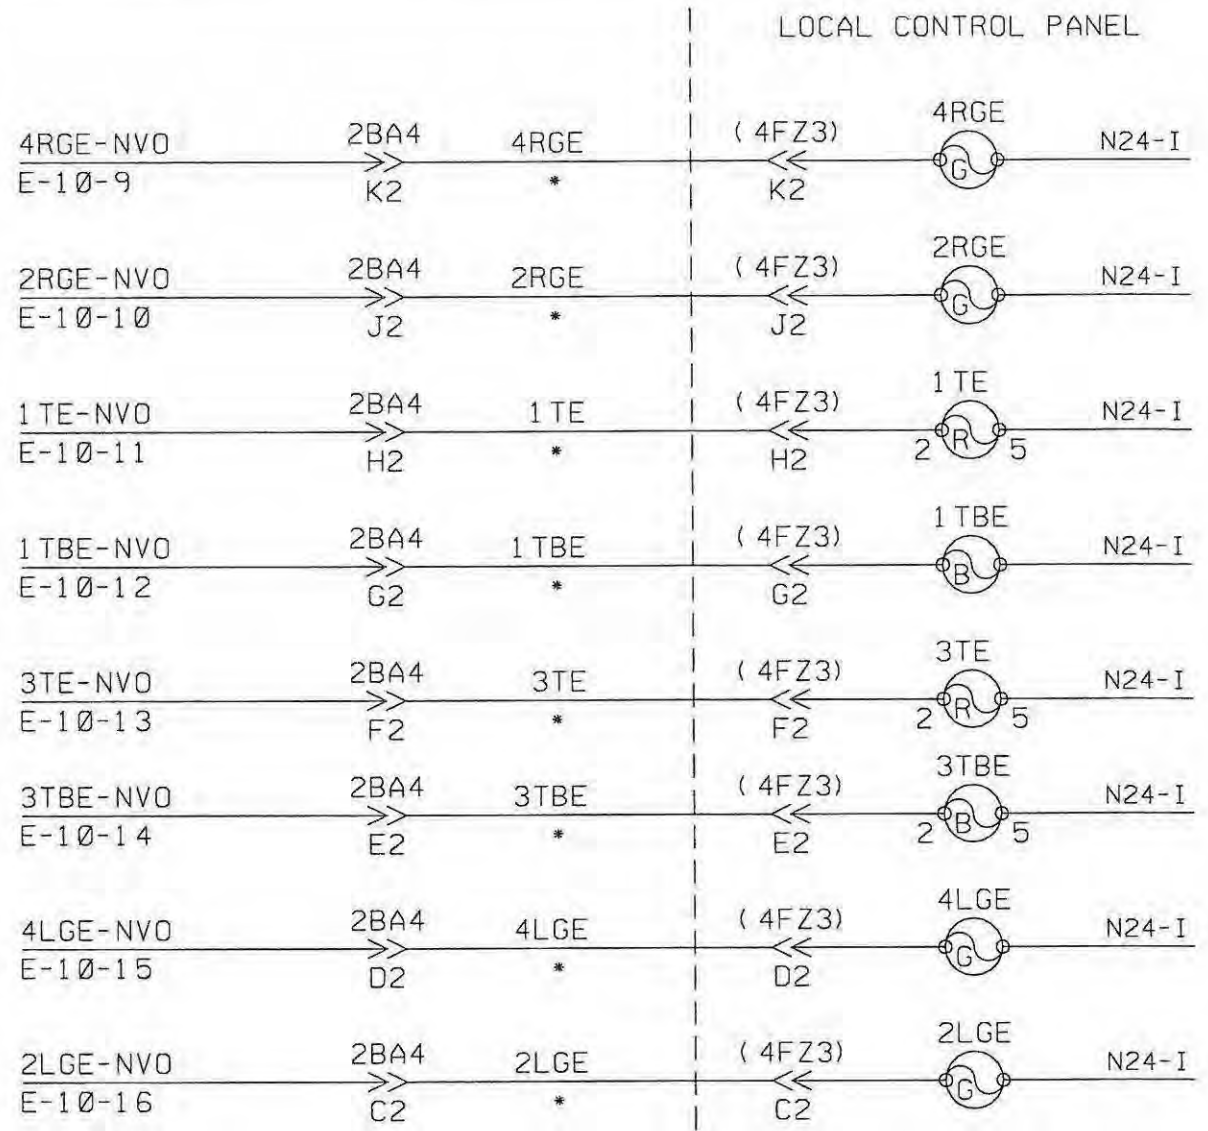 LOCAL CONTROL PANEL
4RGE-NVO 2BA4 4RGE (4FZ3) 4RGE N24-I
E-10-9 K2 * K2 G
2RGE-NVO 2BA4 2RGE (4FZ3) 2RGE N24-I
E-10-10 J2 * J2 G
1TE-NVO 2BA4 1TE (4FZ3) 1TE N24-I
E-10-11 H2 * H2 2 R 5
1TBE-NVO 2BA4 1TBE (4FZ3) 1TBE N24-I
E-10-12 G2 * G2 B
3TE-NVO 2BA4 3TE (4FZ3) 3TE N24-I
E-10-13 F2 * F2 2 R 5
3TBE-NVO 2BA4 3TBE (4FZ3) 3TBE N24-I
E-10-14 E2 * E2 2 B 5
4LGE-NVO 2BA4 4LGE (4FZ3) 4LGE N24-I
E-10-15 D2 * D2 G
2LGE-NVO 2BA4 2LGE (4FZ3) 2LGE N24-I
E-10-16 C2 * C2 G